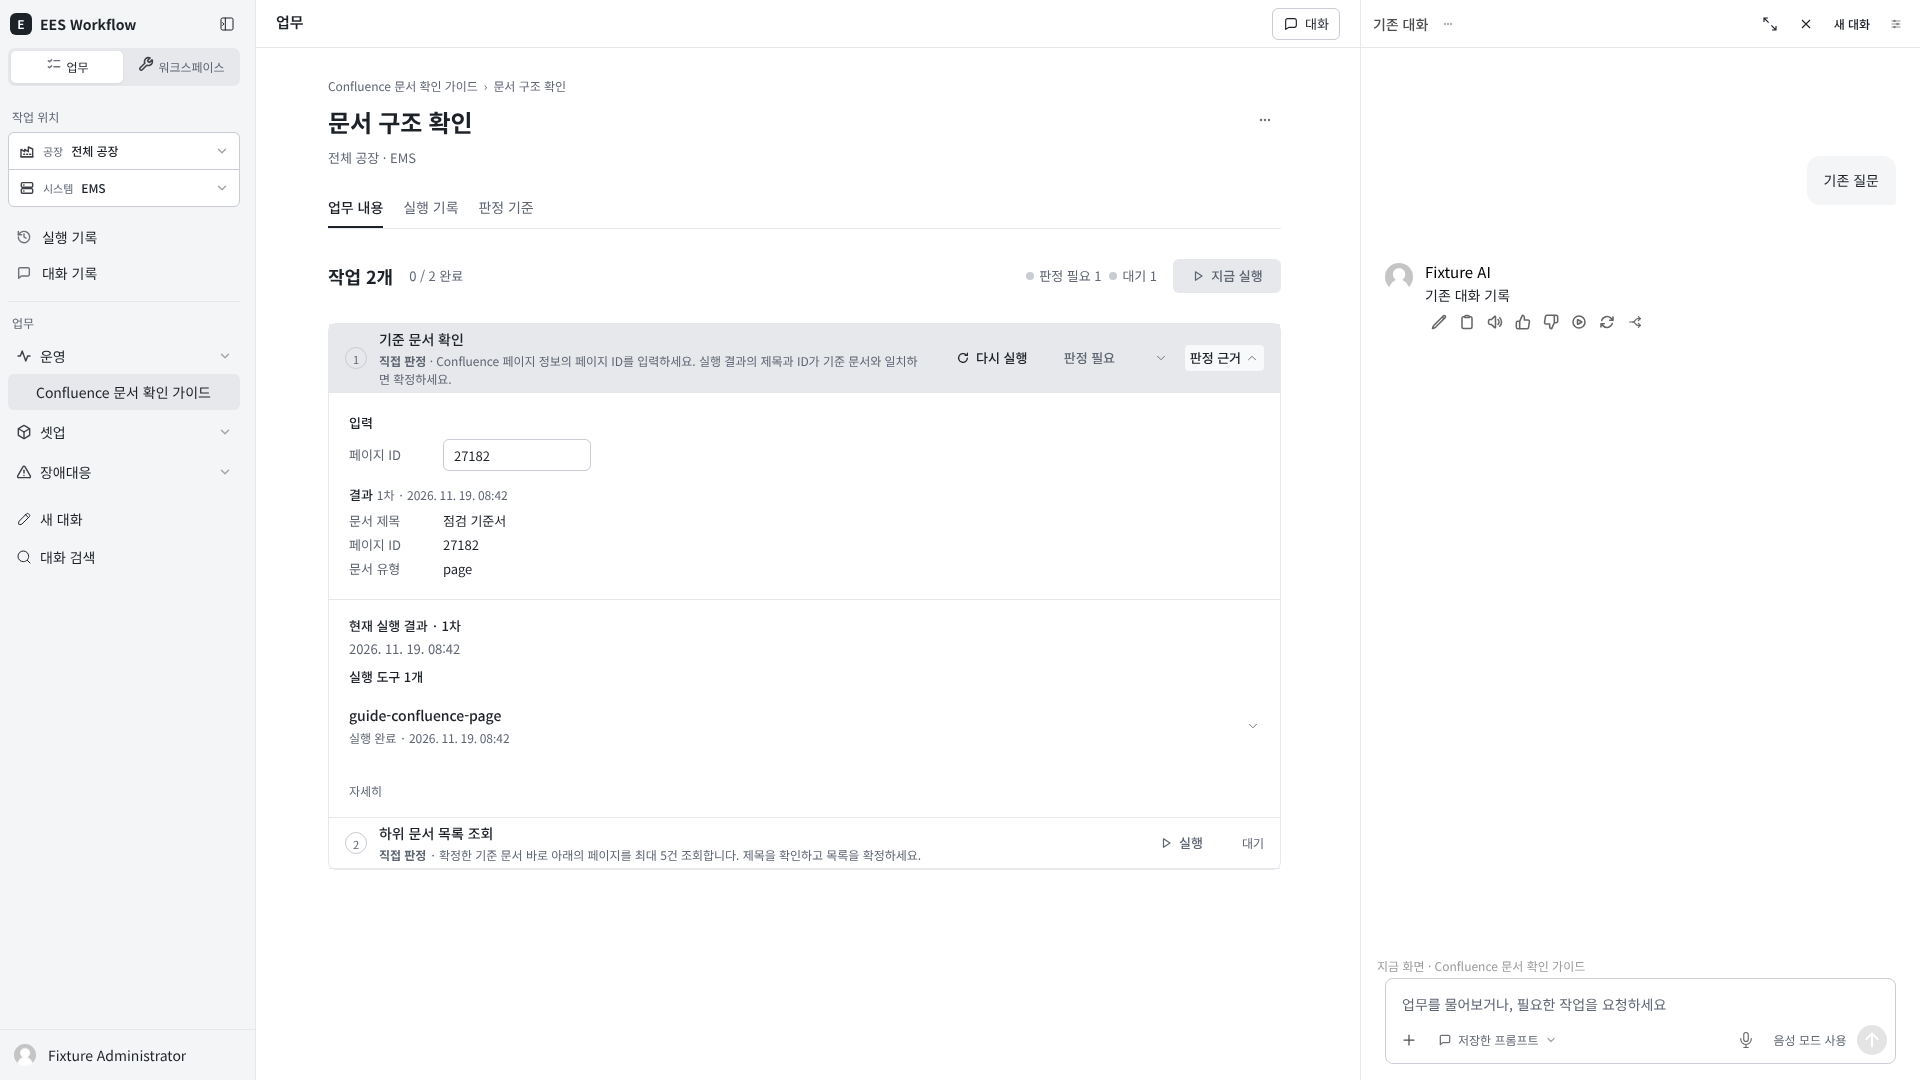 E EES Workflow
업무
워크스페이스
작업 위치
공장 전체 공장
시스템 EMS
실행 기록
대화 기록
업무
운영
Confluence 문서 확인 가이드
셋업
장애대응
새 대화
대화 검색
Fixture Administrator
업무
대화
Confluence 문서 확인 가이드 › 문서 구조 확인
문서 구조 확인
전체 공장 · EMS
업무 내용 실행 기록 판정 기준
작업 2개 0 / 2 완료
판정 필요 1 대기 1 지금 실행
1 기준 문서 확인
직접 판정 · Confluence 페이지 정보의 페이지 ID를 입력하세요. 실행 결과의 제목과 ID가 기준 문서와 일치하
면 확정하세요.
다시 실행 판정 필요 판정 근거
입력
페이지 ID 27182
결과 1차 · 2026. 11. 19. 08:42
문서 제목 점검 기준서
페이지 ID 27182
문서 유형 page
현재 실행 결과 · 1차
2026. 11. 19. 08:42
실행 도구 1개
guide-confluence-page
실행 완료 · 2026. 11. 19. 08:42
자세히
2 하위 문서 목록 조회
직접 판정 · 확정한 기준 문서 바로 아래의 페이지를 최대 5건 조회합니다. 제목을 확인하고 목록을 확정하세요.
실행 대기
기존 대화 ···
새 대화
기존 질문
Fixture AI
기존 대화 기록
지금 화면 · Confluence 문서 확인 가이드
업무를 물어보거나, 필요한 작업을 요청하세요
저장한 프롬프트
음성 모드 사용